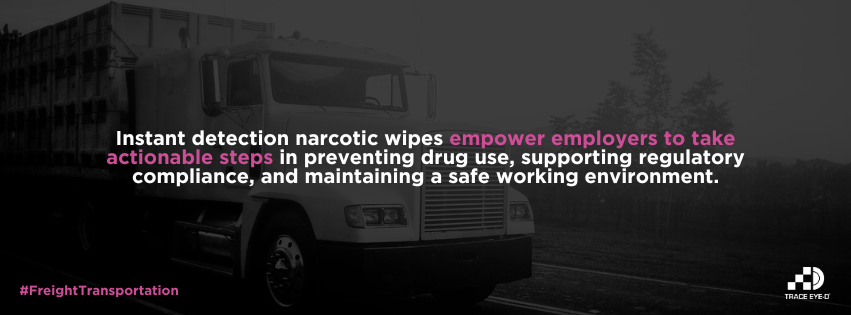 Instant detection narcotic wipes empower employers to take
actionable steps in preventing drug use, supporting regulatory
compliance, and maintaining a safe working environment.
#FreightTransportation
TRACE EYE-D